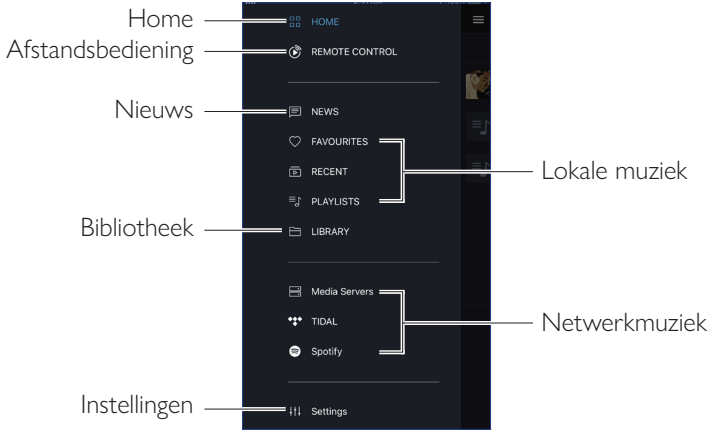 Home
HOME
Afstandsbediening
REMOTE CONTROL
Nieuws
NEWS
FAVOURITES
RECENT
Lokale muziek
PLAYLISTS
Bibliotheek
LIBRARY
Media Servers
TIDAL
Netwerkmuziek
Spotify
Instellingen
Settings